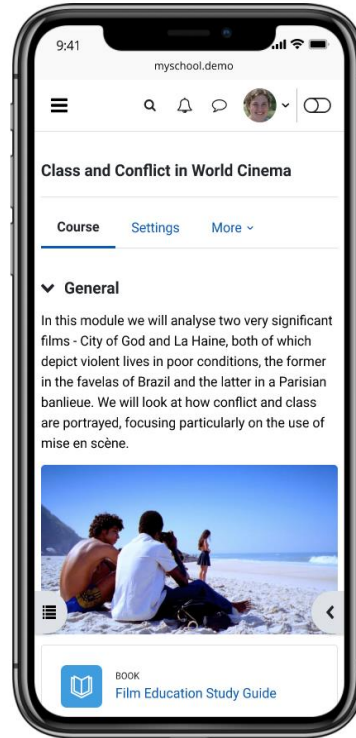 9:41
myschool.demo
Class and Conflict in World Cinema
Course Settings More
General
In this module we will analyse two very significant
films - City of God and La Haine, both of which
depict violent lives in poor conditions, the former
in the favelas of Brazil and the latter in a Parisian
banlieue. We will look at how conflict and class
are portrayed, focusing particularly on the use of
mise en scène.
BOOK
Film Education Study Guide